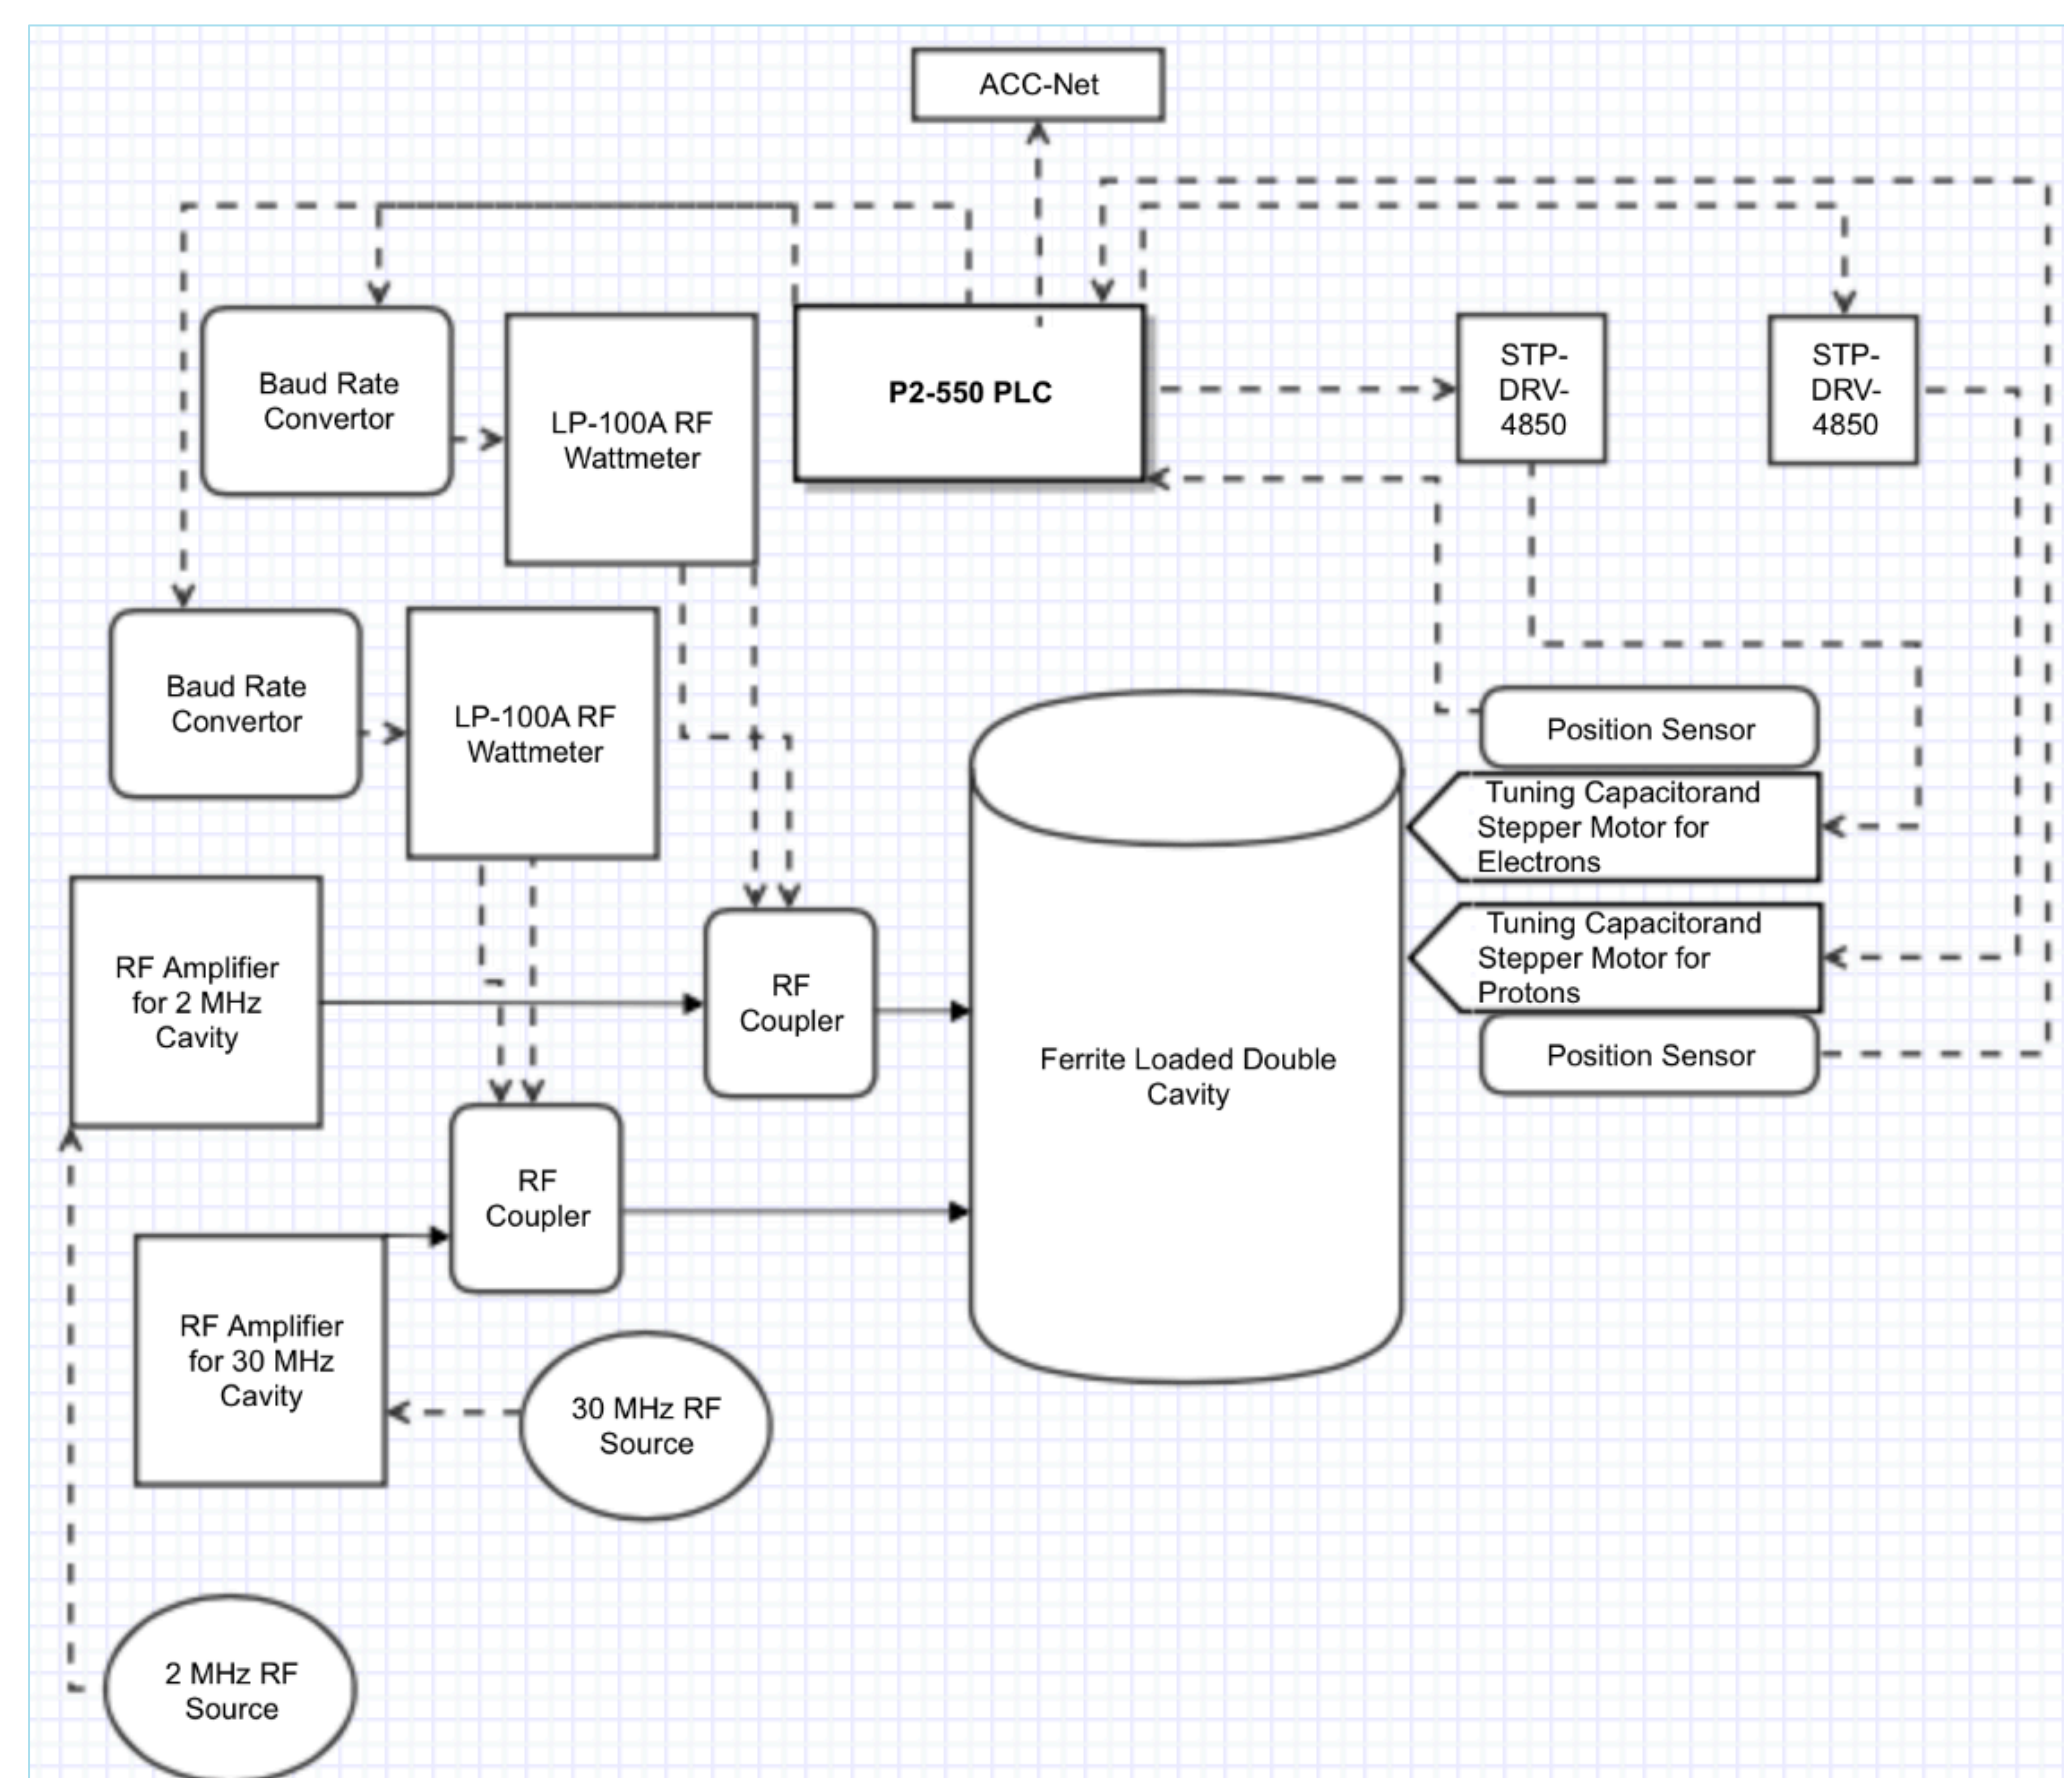 ACC-Net
Baud Rate
Convertor
LP-100A RF
Wattmeter
P2-550 PLC
STP-
DRV-
4850
STP-
DRV-
4850
Baud Rate
Convertor
LP-100A RF
Wattmeter
Position Sensor
Tuning Capacitorand
Stepper Motor for
Electrons
Tuning Capacitorand
Stepper Motor for
Protons
Position Sensor
RF Amplifier
for 2 MHz
Cavity
RF
Coupler
Ferrite Loaded Double
Cavity
RF
Coupler
RF Amplifier
for 30 MHz
Cavity
30 MHz RF
Source
2 MHz RF
Source